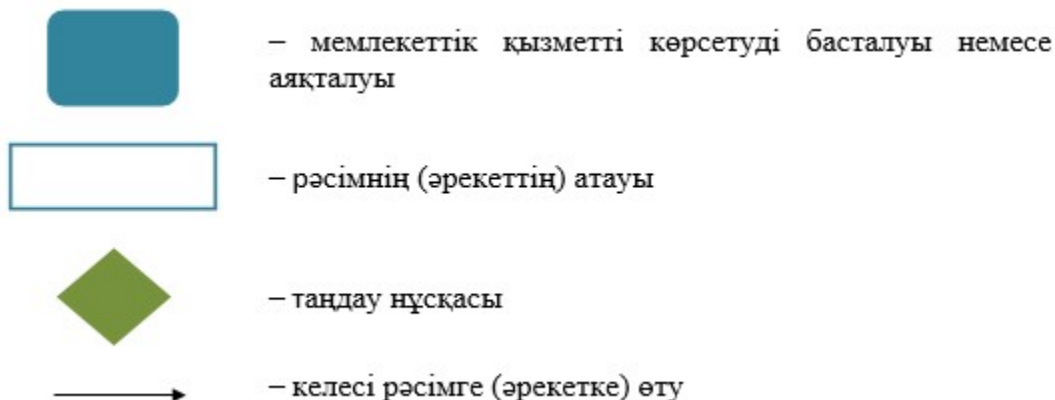 – мемлекеттік қызметті көрсетуді басталуы немесе
аяқталуы
– рәсімнің (әрекеттің) атауы
– таңдау нұсқасы
– келесі рәсімге (әрекетке) өту